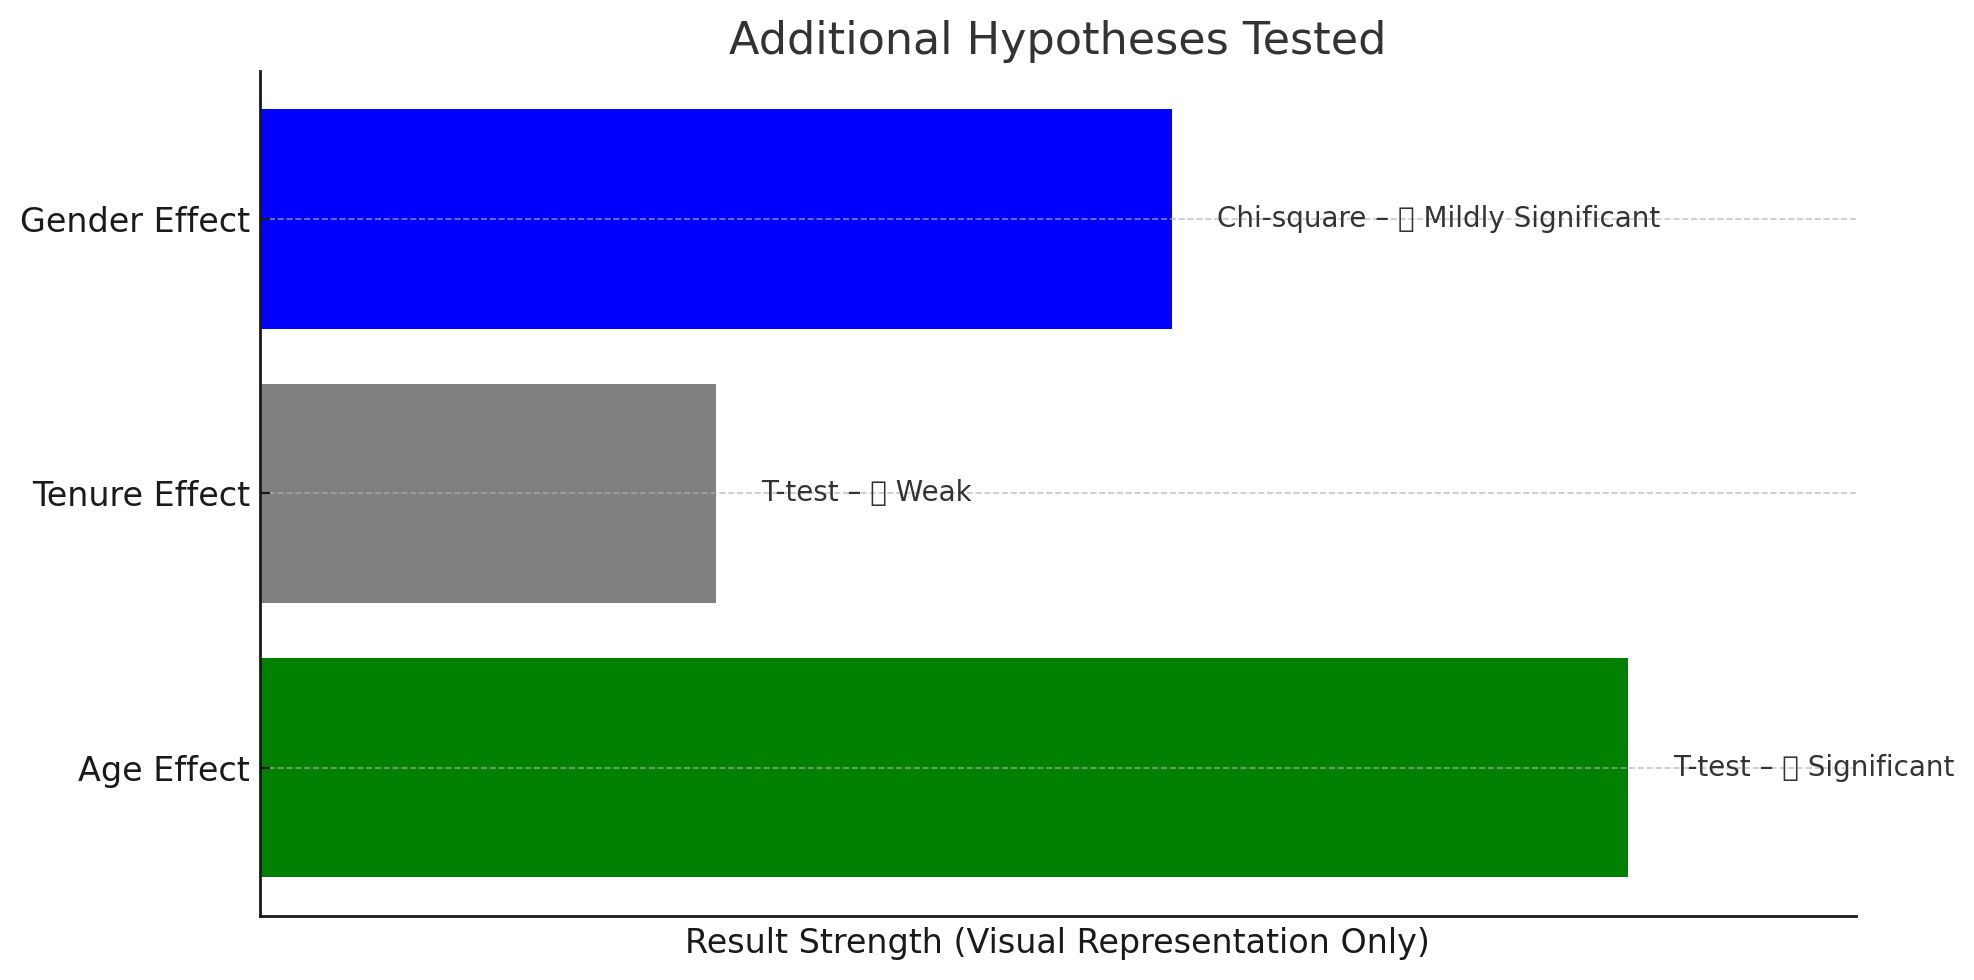 Additional Hypotheses Tested
Gender Effect
Chi-square – ▯ Mildly Significant
Tenure Effect
T-test – ▯ Weak
Age Effect
T-test – ▯ Significant
Result Strength (Visual Representation Only)